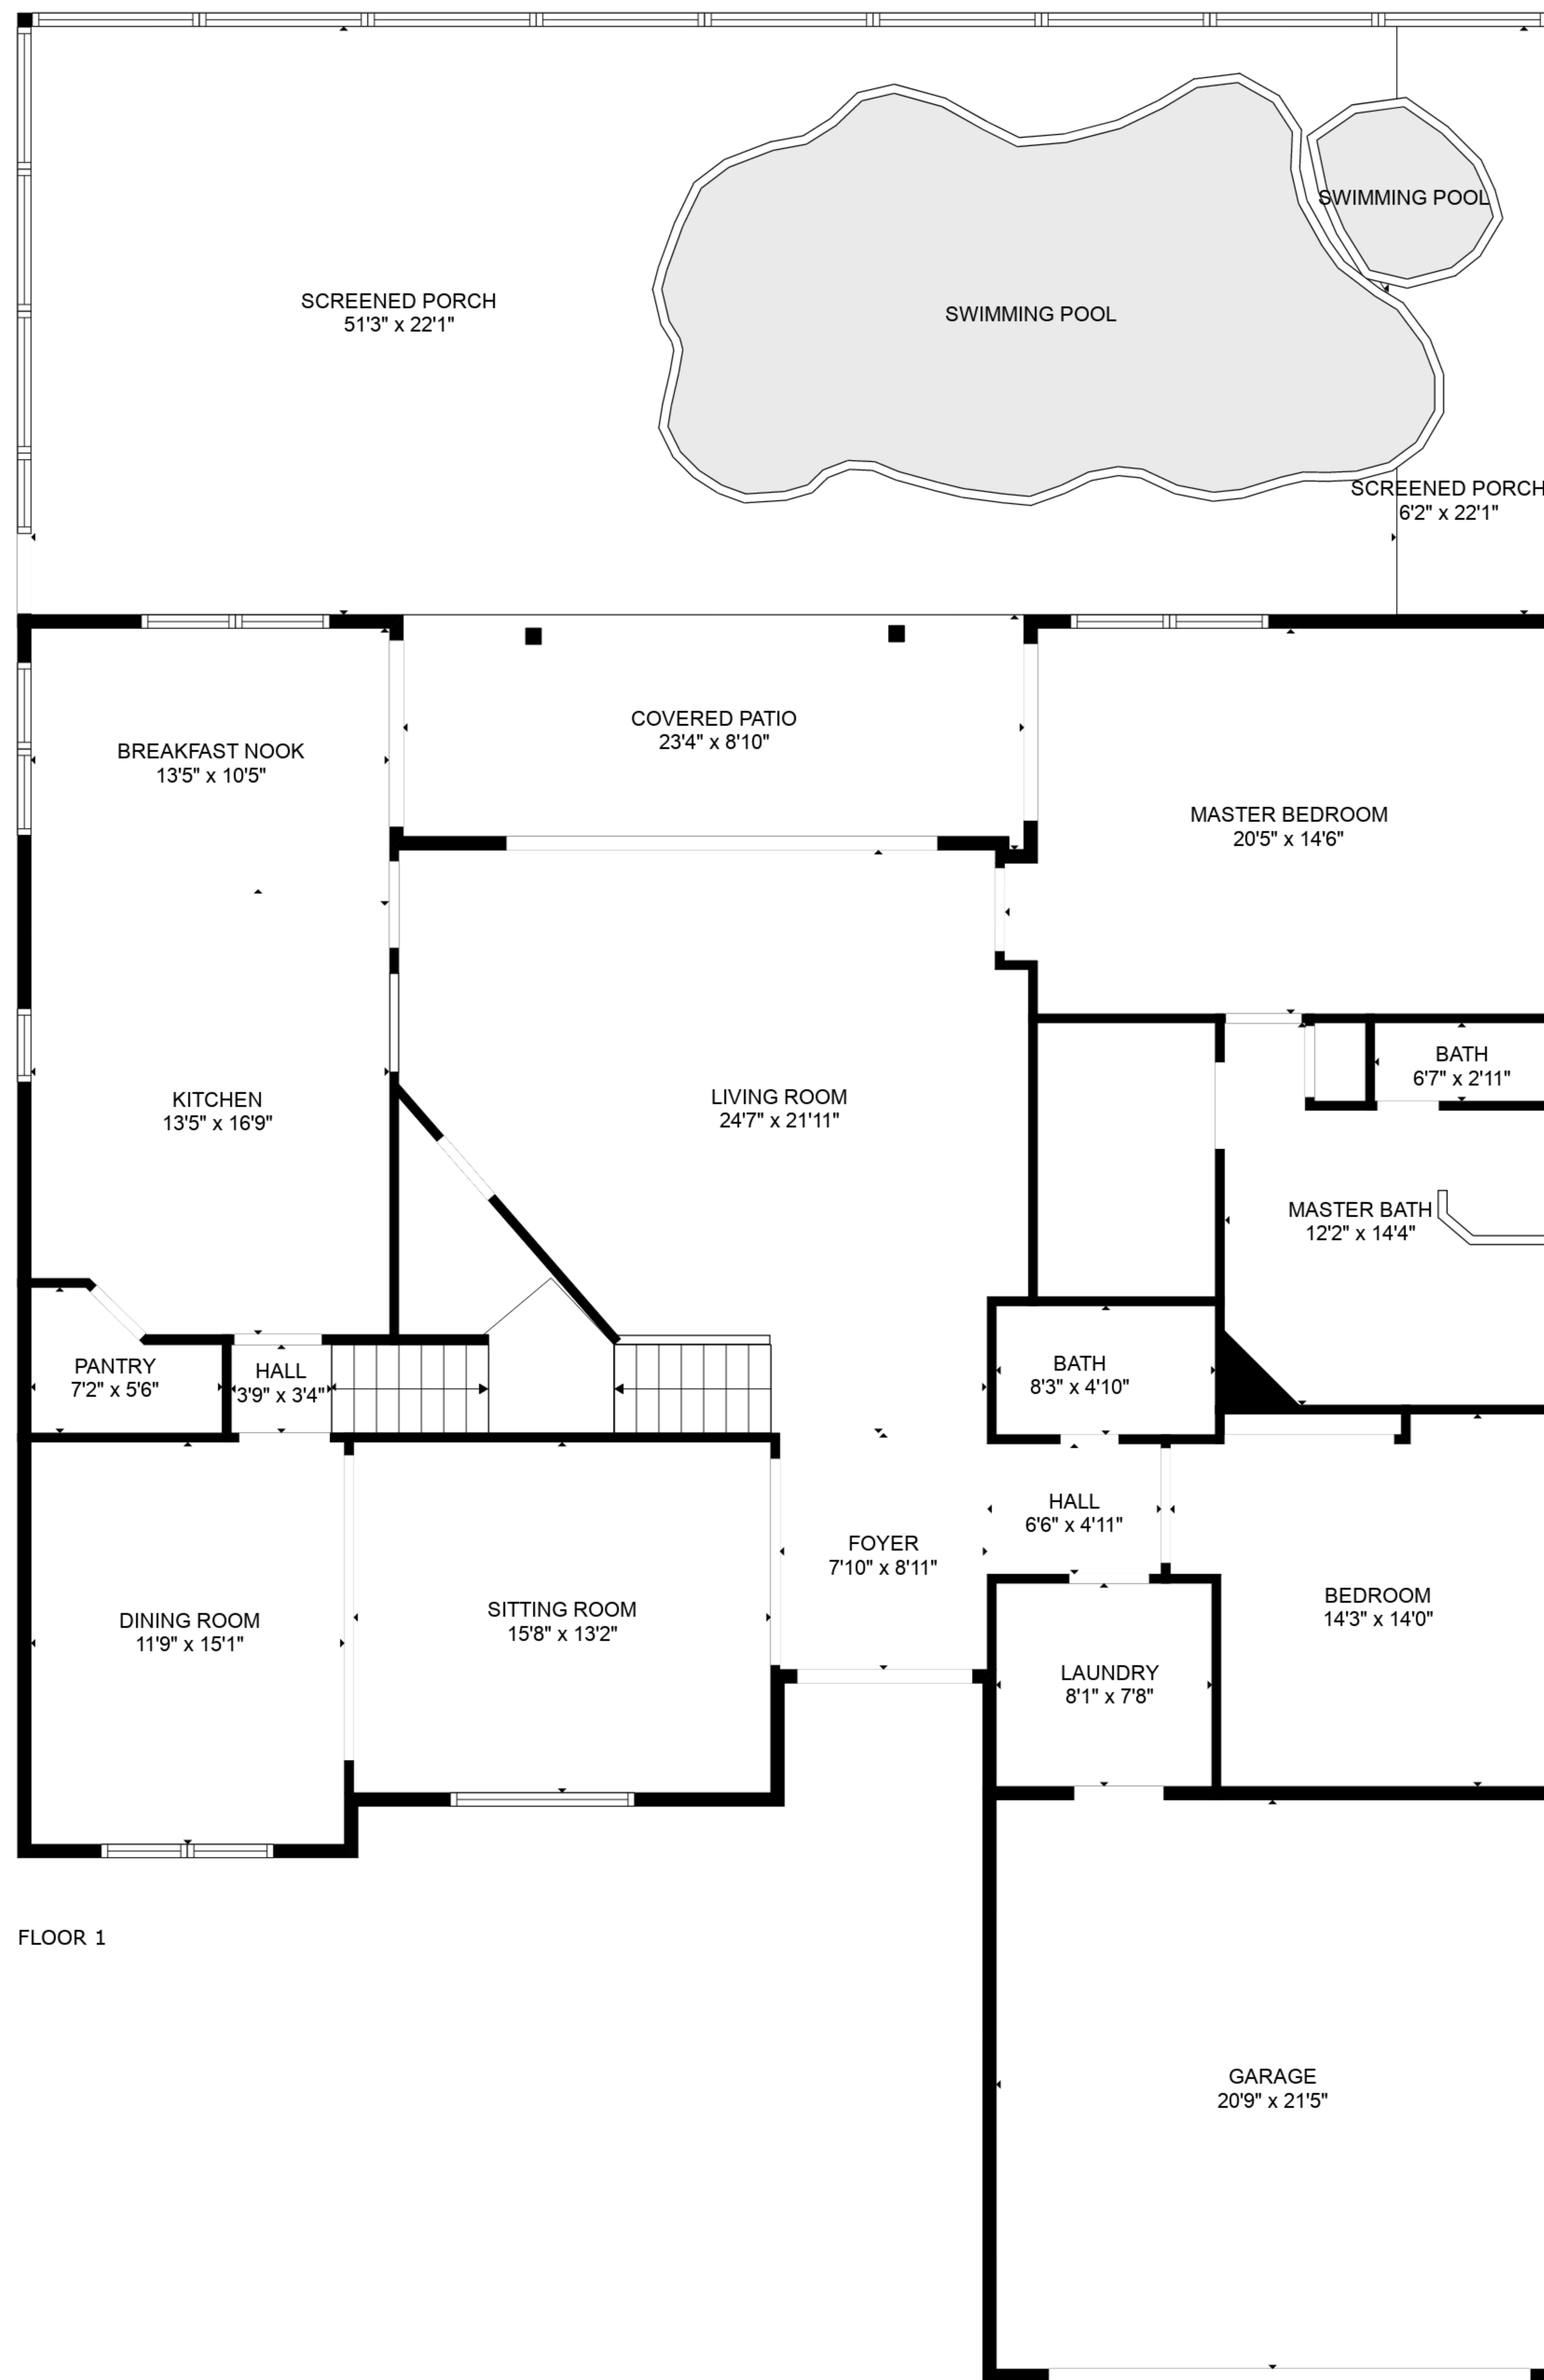 SWIMMING POOL
SCREENED PORCH
51'3" x 22'1"
SWIMMING POOL
SCREENED PORCH
6'2" x 22'1"
COVERED PATIO
23'4" x 8'10"
BREAKFAST NOOK
13'5" x 10'5"
MASTER BEDROOM
20'5" x 14'6"
BATH
6'7" x 2'11"
KITCHEN
13'5" x 16'9"
LIVING ROOM
24'7" x 21'11"
MASTER BATH
12'2" x 14'4"
PANTRY
7'2" x 5'6"
HALL
3'9" x 3'4"
BATH
8'3" x 4'10"
HALL
6'6" x 4'11"
FOYER
7'10" x 8'11"
BEDROOM
14'3" x 14'0"
DINING ROOM
11'9" x 15'1"
SITTING ROOM
15'8" x 13'2"
LAUNDRY
8'1" x 7'8"
FLOOR 1
GARAGE
20'9" x 21'5"